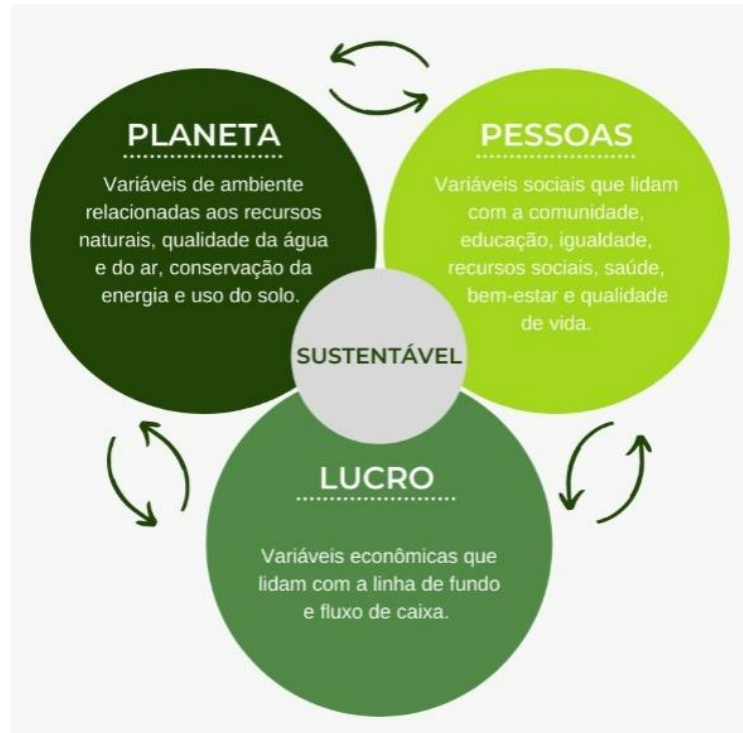 PLANETA
Variáveis de ambiente
relacionadas aos recursos
naturais, qualidade da água
e do ar, conservação da
energia e uso do solo.
PESSOAS
Variáveis sociais que lidam
com a comunidade,
educação, igualdade,
recursos sociais, saúde,
bem-estar e qualidade
de vida.
SUSTENTÁVEL
LUCRO
Variáveis econômicas que
lidam com a linha de fundo
e fluxo de caixa.